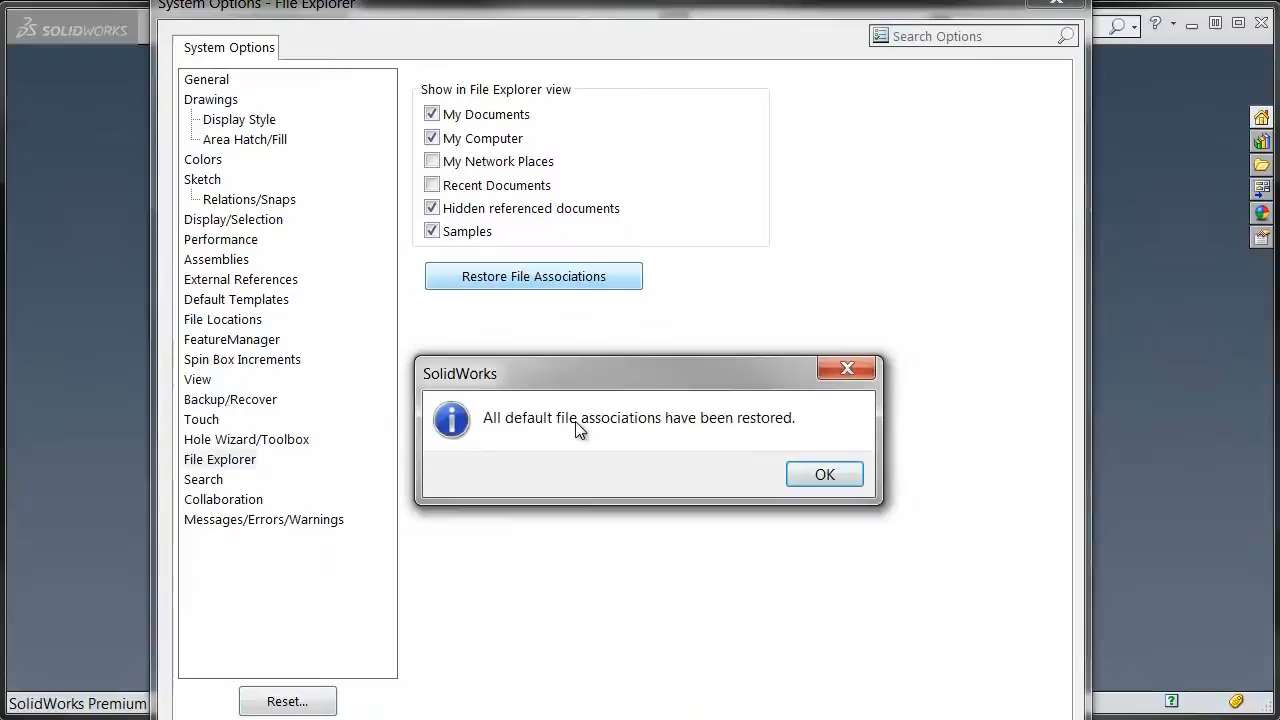 System Options - File Explorer
SOLIDWORKS
System Options
Search Options
General
Drawings
Display Style
Area Hatch/Fill
Colors
Sketch
Relations/Snaps
Display/Selection
Performance
Assemblies
External References
Default Templates
File Locations
FeatureManager
Spin Box Increments
View
Backup/Recover
Touch
Hole Wizard/Toolbox
File Explorer
Search
Collaboration
Messages/Errors/Warnings
Show in File Explorer view
My Documents
My Computer
My Network Places
Recent Documents
Hidden referenced documents
Samples
Restore File Associations
SolidWorks
All default file associations have been restored.
OK
Reset...
SolidWorks Premium